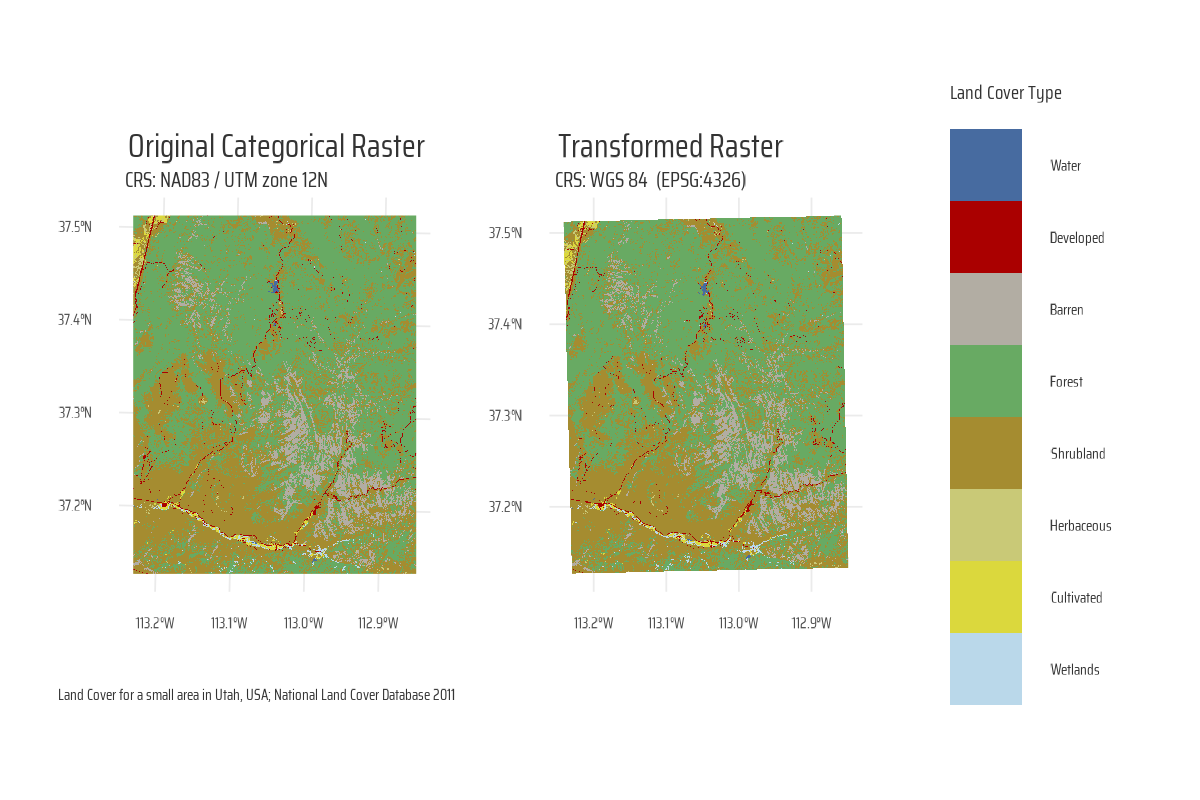 Original Categorical Raster
CRS: NAD83 / UTM zone 12N
37.5°N
37.4°N
37.3°N
37.2°N
113.2°W 113.1°W 113.0°W 112.9°W
Transformed Raster
CRS: WGS 84 (EPSG:4326)
37.5°N
37.4°N
37.3°N
37.2°N
113.2°W 113.1°W 113.0°W 112.9°W
Land Cover Type
Water
Developed
Barren
Forest
Shrubland
Herbaceous
Cultivated
Wetlands
Land Cover for a small area in Utah, USA; National Land Cover Database 2011